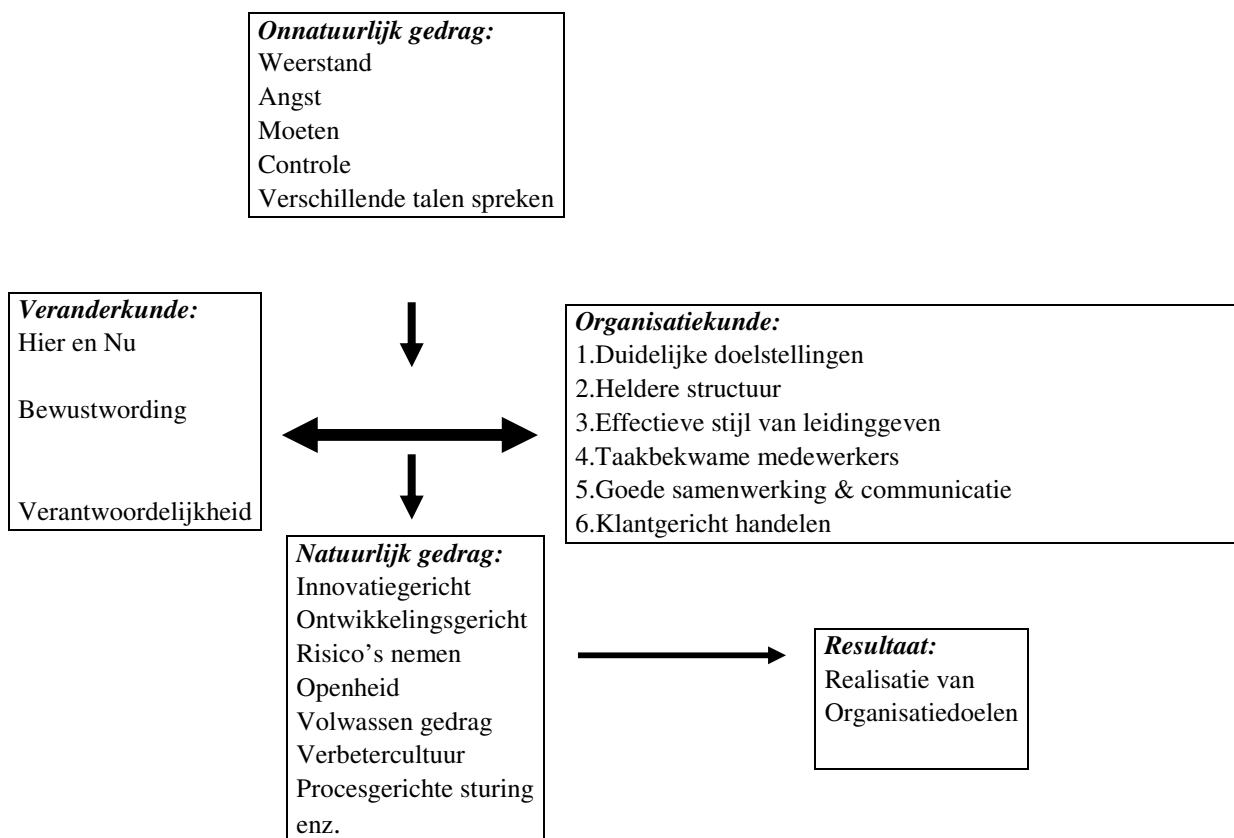 Onnatuurlijk gedrag:
Weerstand
Angst
Moeten
Controle
Verschillende talen spreken
Veranderkunde:
Hier en Nu
Bewustwording
Verantwoordelijkheid
Organisatiekunde:
1.Duidelijke doelstellingen
2.Heldere structuur
3.Effectieve stijl van leidinggeven
4.Taakbekwame medewerkers
5.Goede samenwerking & communicatie
6.Klantgericht handelen
Natuurlijk gedrag:
Innovatiegericht
Ontwikkelingsgericht
Risico’s nemen
Openheid
Volwassen gedrag
Verbetercultuur
Procesgerichte sturing
enz.
Resultaat:
Realisatie van
Organisatiedoelen